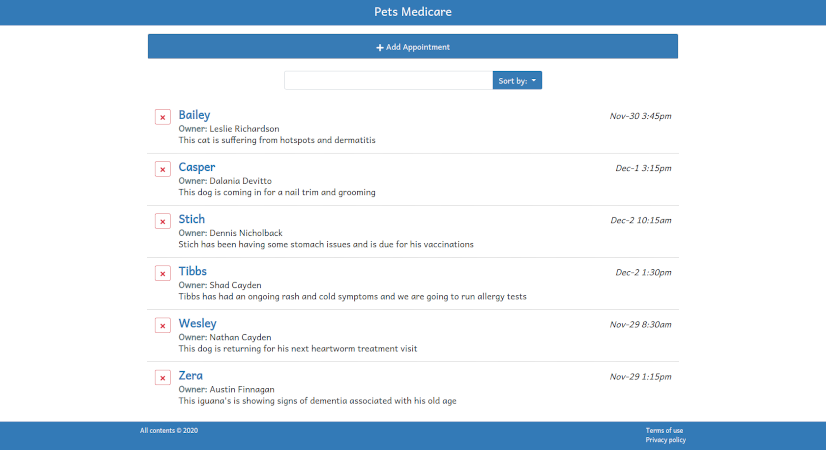 Pets Medicare
Add Appointment
Sort by:
Bailey
Nov-30 3:45pm
Owner: Leslie Richardson
This cat is suffering from hotspots and dermatitis
Casper
Dec-1 3:15pm
Owner: Dalania Devitto
This dog is coming in for a nail trim and grooming
Stich
Dec-2 10:15am
Owner: Dennis Nicholback
Stich has been having some stomach issues and is due for his vaccinations
Tibbs
Dec-2 1:30pm
Owner: Shad Cayden
Tibbs has had an ongoing rash and cold symptoms and we are going to run allergy tests
Wesley
Nov-29 8:30am
Owner: Nathan Cayden
This dog is returning for his next heartworm treatment visit
Zera
Nov-29 1:15pm
Owner: Austin Finnagan
This iguana's is showing signs of dementia associated with his old age
All contents © 2020
Terms of use
Privacy policy